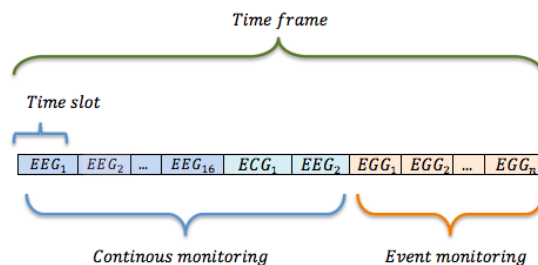 Time frame
Time slot
EEG₁ EEG₂ ... EEG₁₆ ECG₁ EEG₂ EGG₁ EGG₂ ... EGGₙ
Continous monitoring Event monitoring